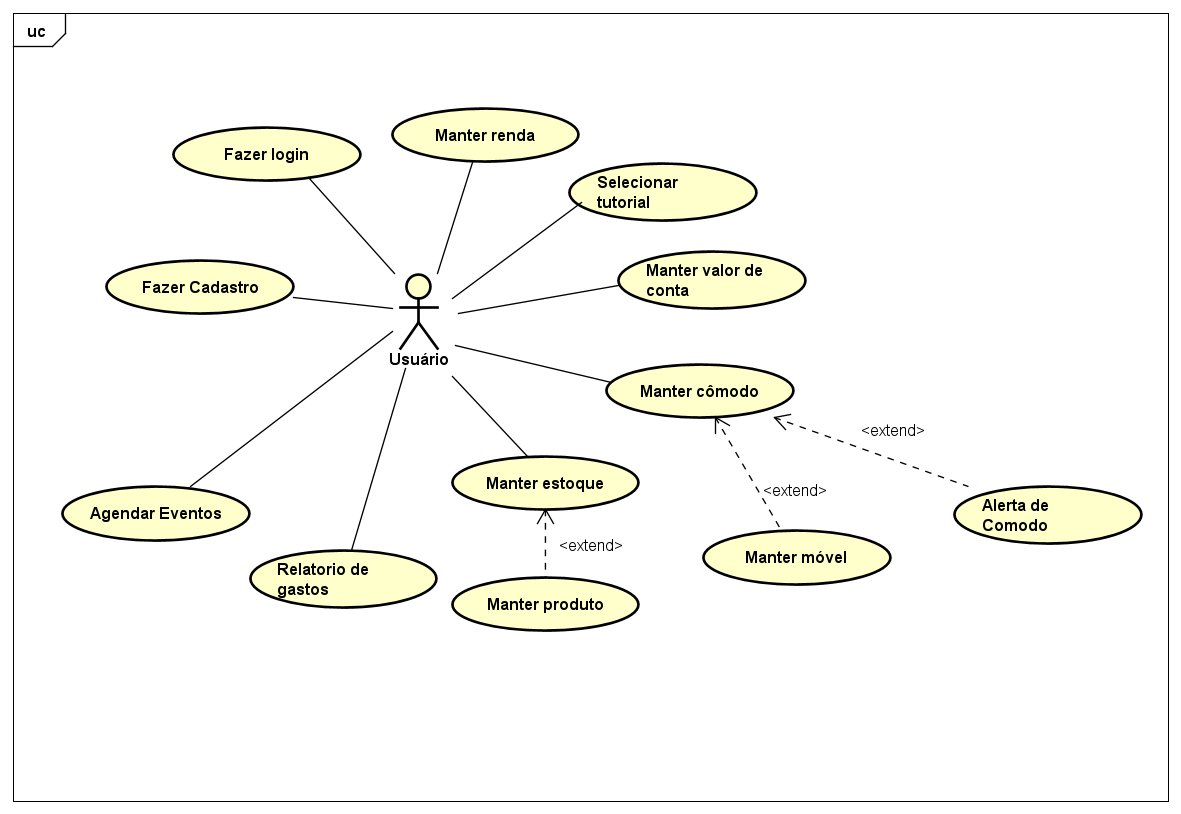 uc
Manter renda
Fazer login
Selecionar
tutorial
Manter valor de
conta
Fazer Cadastro
Usuário
Manter cômodo
<extend>
Manter estoque
<extend>
Alerta de
Comodo
Agendar Eventos
<extend>
Manter móvel
Relatorio de
gastos
Manter produto